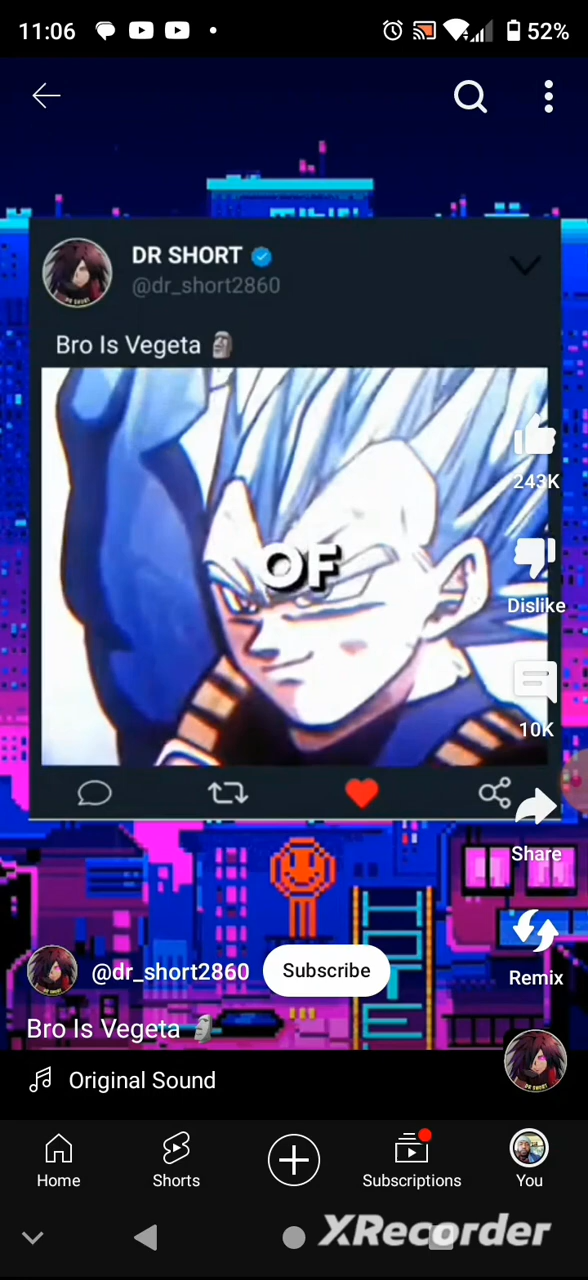 11:06
52%
DR SHORT
@dr_short2860
Bro Is Vegeta 🗿
OF
243K
Dislike
10K
Share
Remix
HOTE
@dr_short2860
Subscribe
Bro Is Vegeta 🗿
Original Sound
Home
Shorts
Subscriptions
You
XRecorder